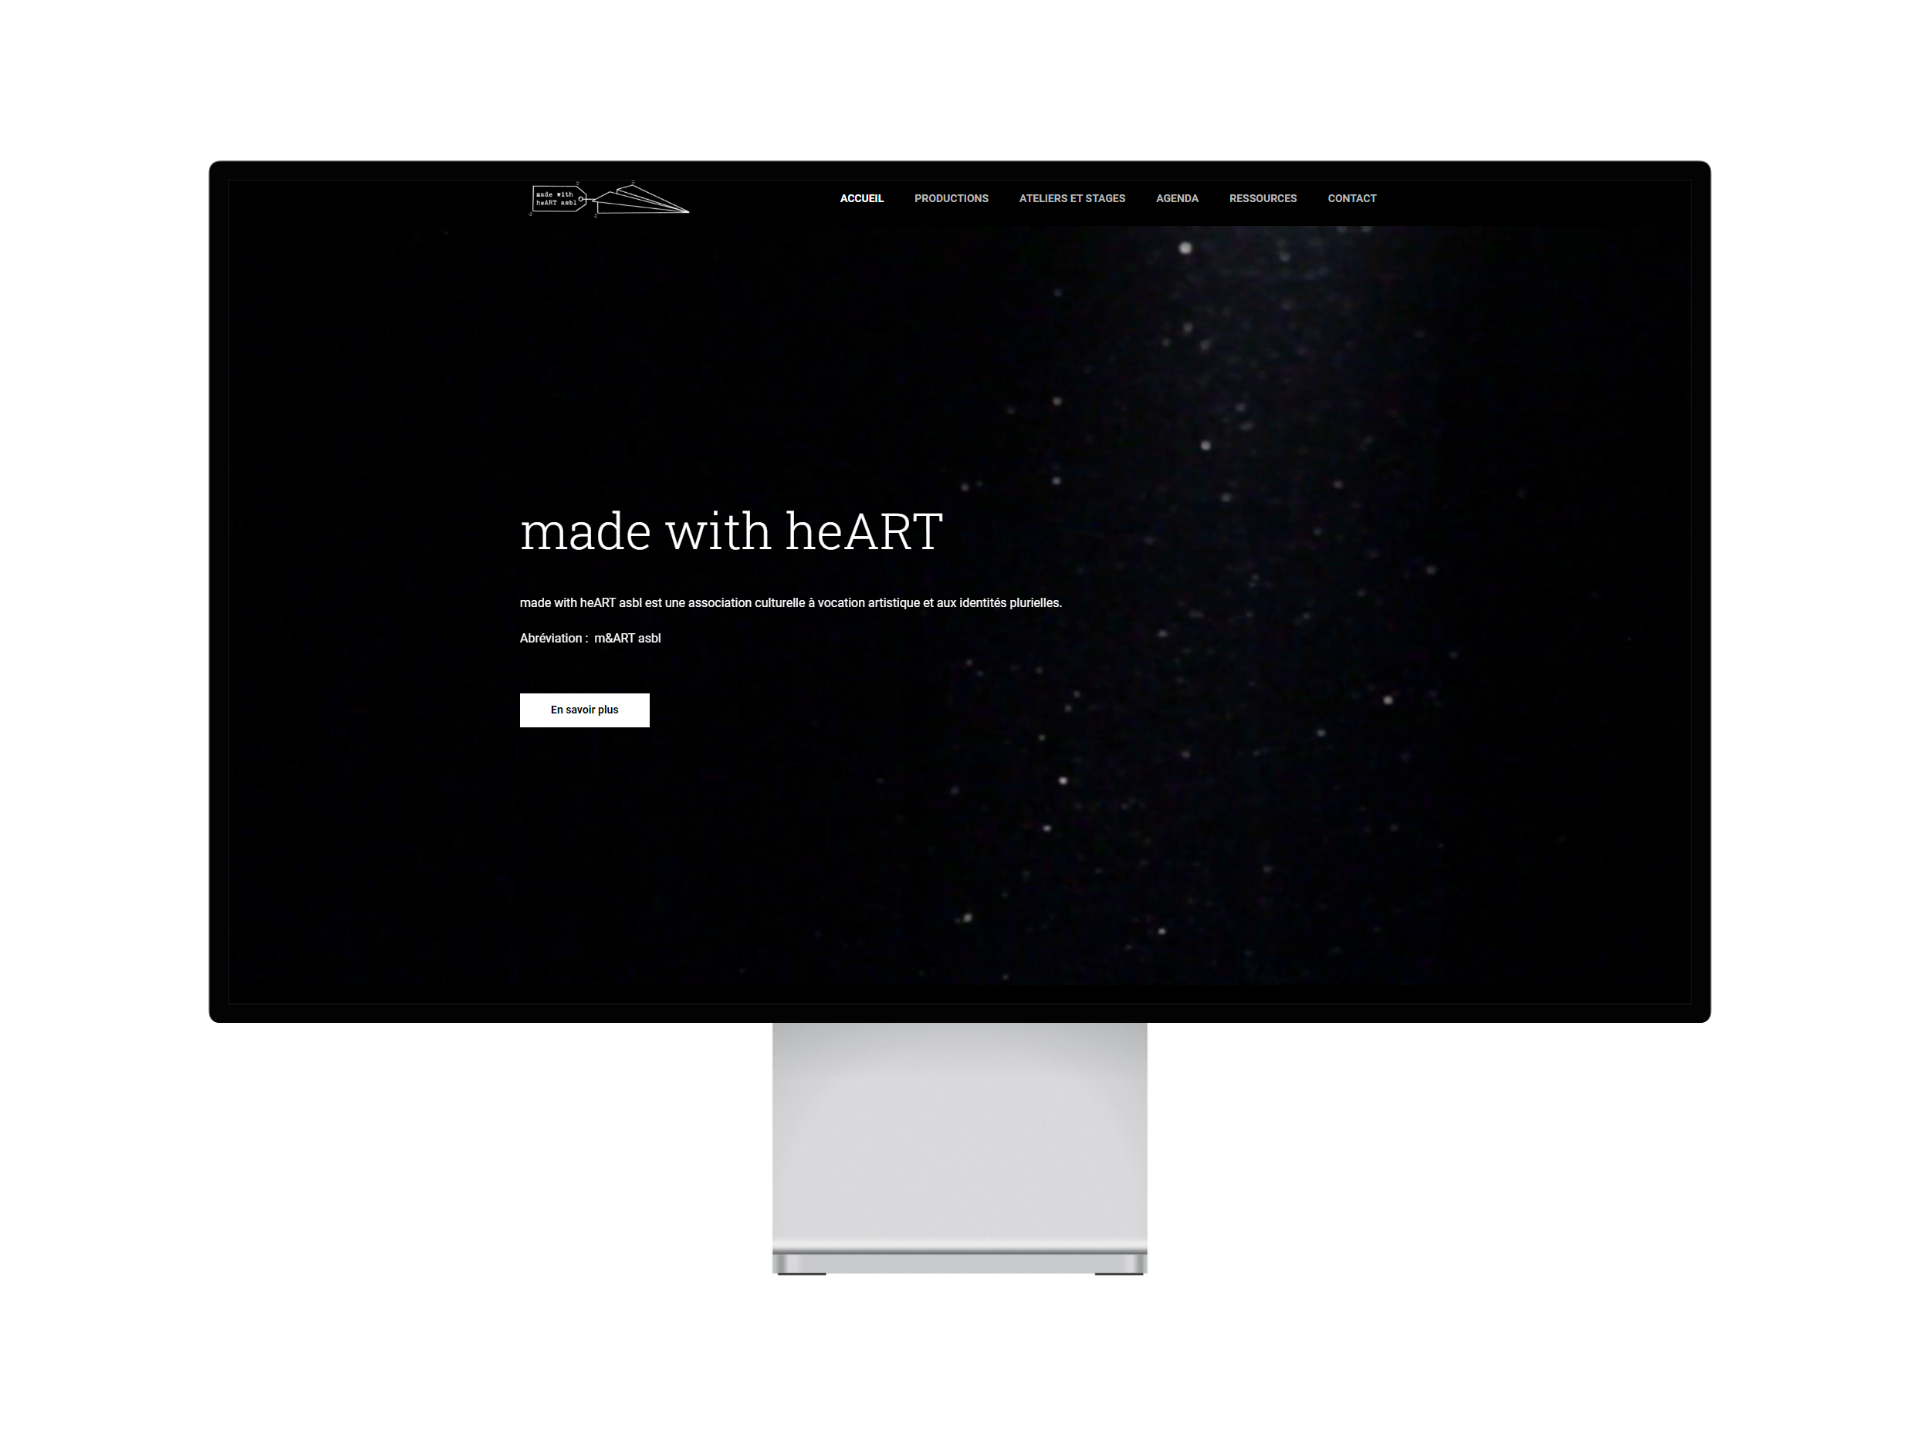 made with
heART asbl
ACCUEIL PRODUCTIONS ATELIERS ET STAGES AGENDA RESSOURCES CONTACT
made with heART
made with heART asbl est une association culturelle à vocation artistique et aux identités plurielles.
Abréviation : m&ART asbl
En savoir plus